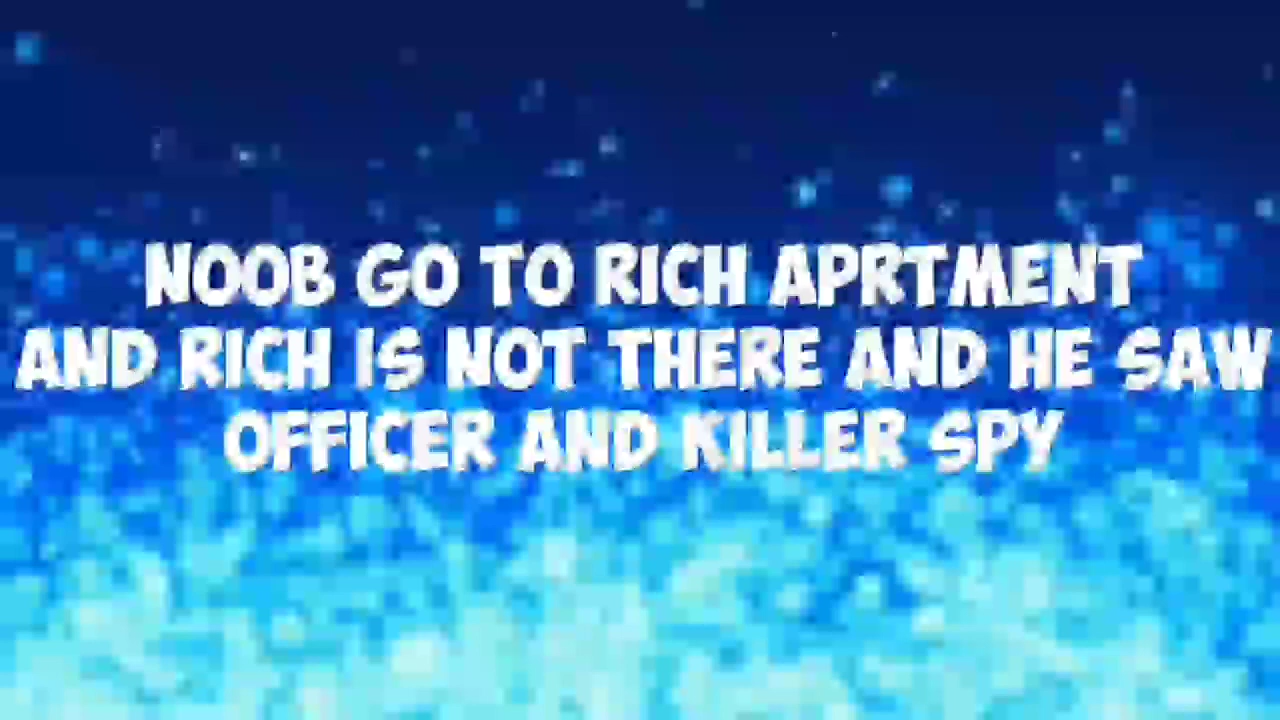 NOOB GO TO RICH APRTMENT
AND RICH IS NOT THERE AND HE SAW
OFFICER AND KILLER SPY